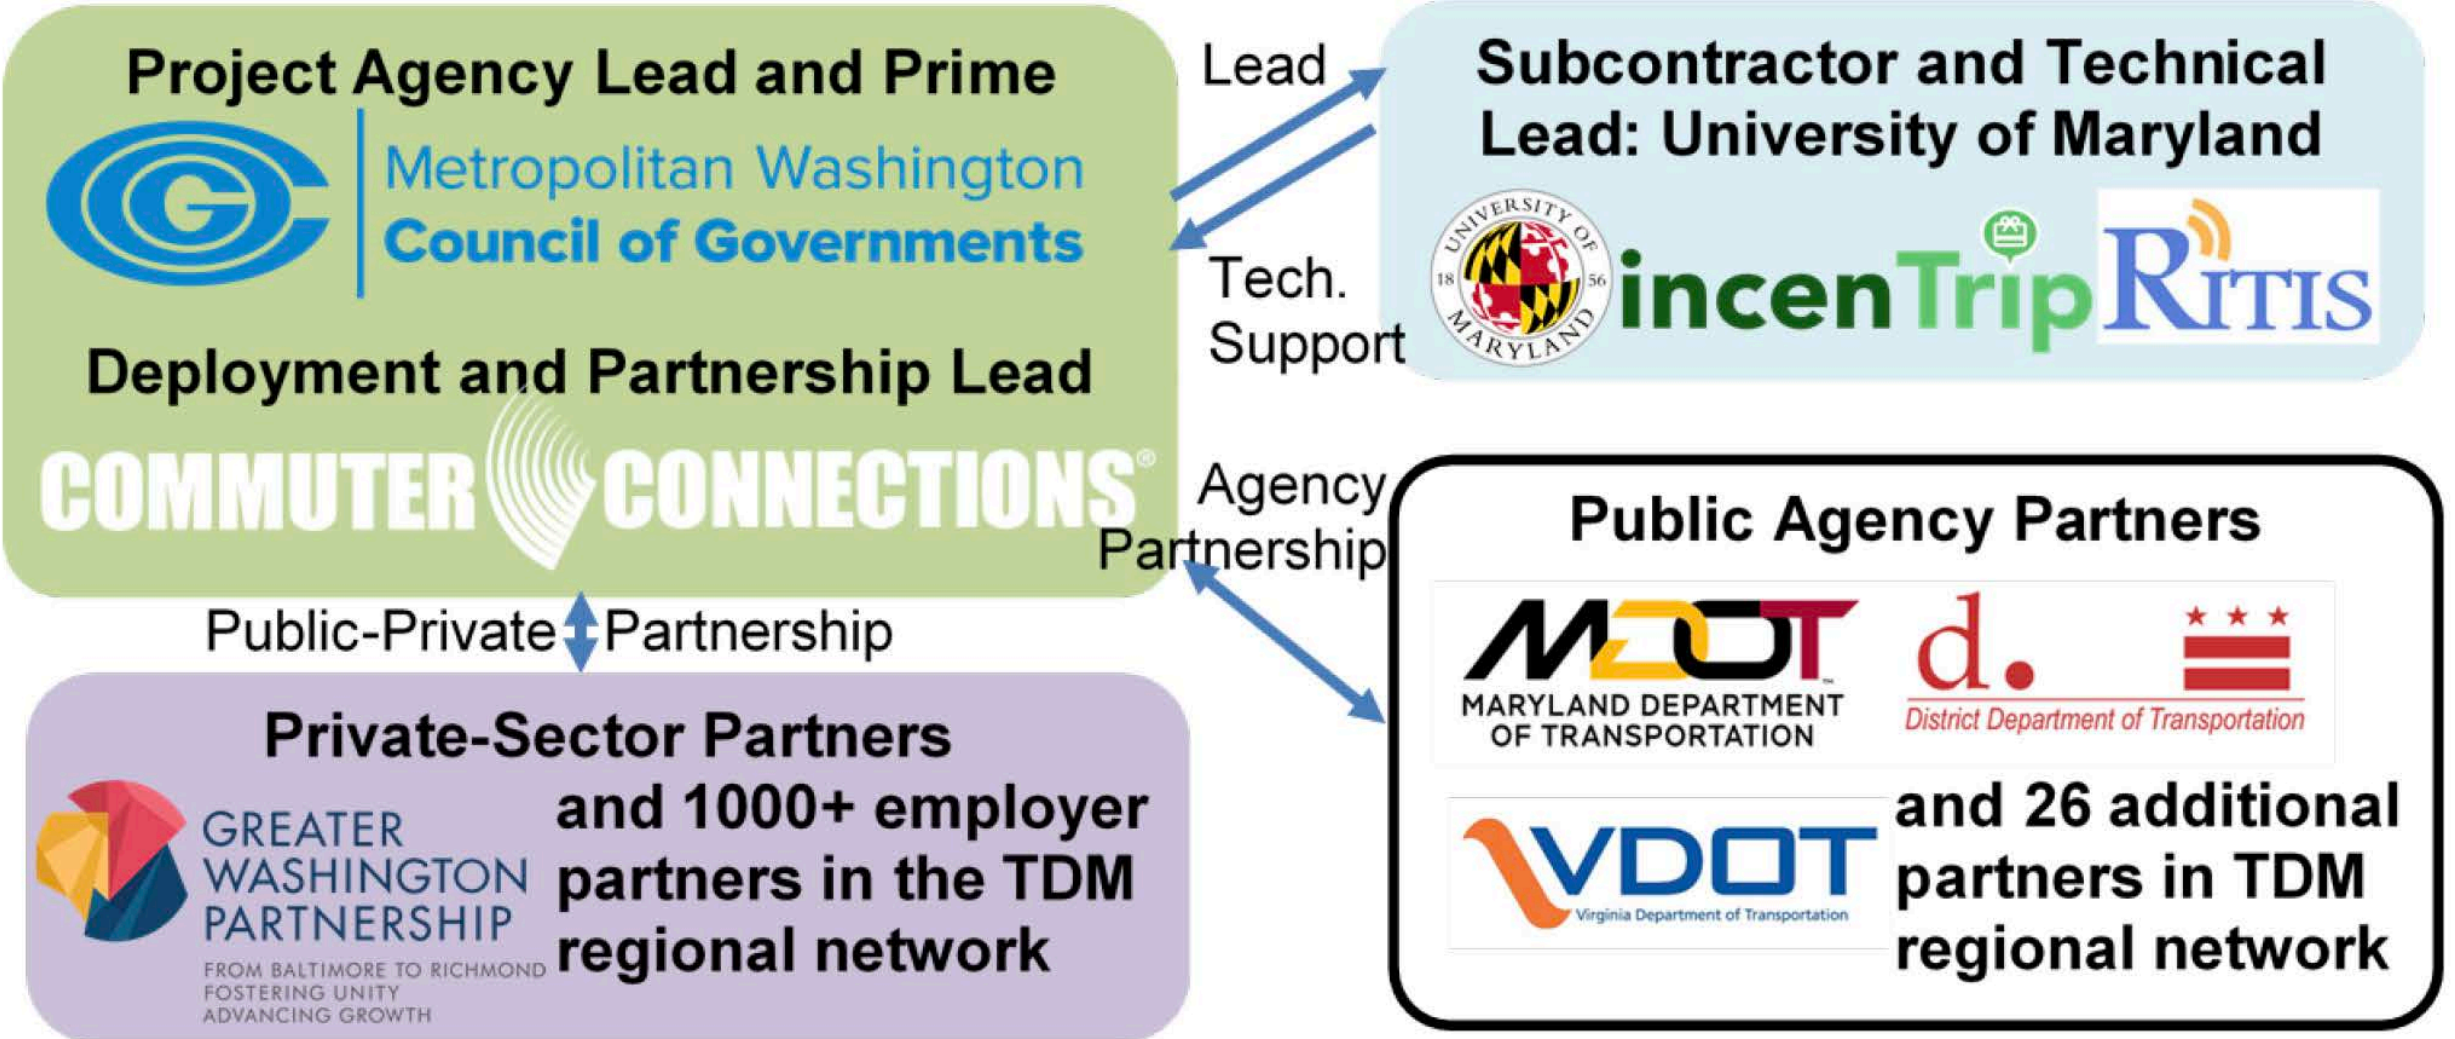 Project Agency Lead and Prime
CGC
Metropolitan Washington
Council of Governments
Deployment and Partnership Lead
COMMUTER CONNECTIONS®
Lead
Tech.
Support
Subcontractor and Technical
Lead: University of Maryland
UNIVERSITY OF
18 56
MARYLAND
incenTrip
RITIS
Agency
Partnership
Public Agency Partners
MDOT™
MARYLAND DEPARTMENT
OF TRANSPORTATION
d.
District Department of Transportation
VDOT
Virginia Department of Transportation
and 26 additional
partners in TDM
regional network
Public-Private Partnership
Private-Sector Partners
GREATER
WASHINGTON
PARTNERSHIP
FROM BALTIMORE TO RICHMOND
FOSTERING UNITY
ADVANCING GROWTH
and 1000+ employer
partners in the TDM
regional network